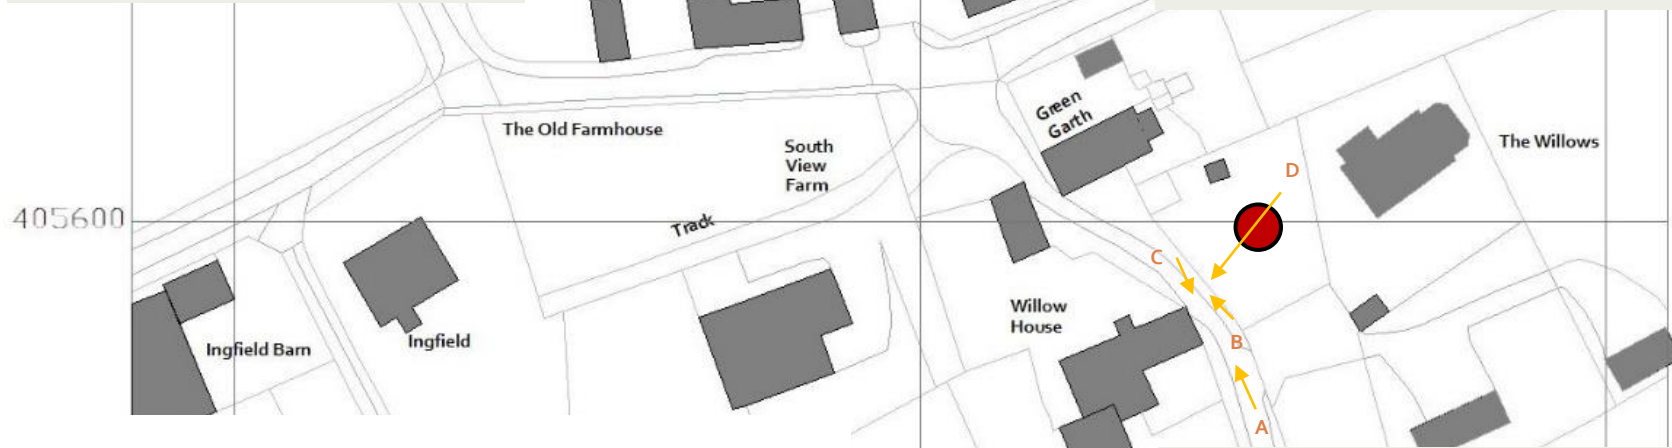 Green
Garth
The Old Farmhouse
South
View
Farm
The Willows
D
405600
Track
C
Willow
House
Ingfield Barn
Ingfield
B
A